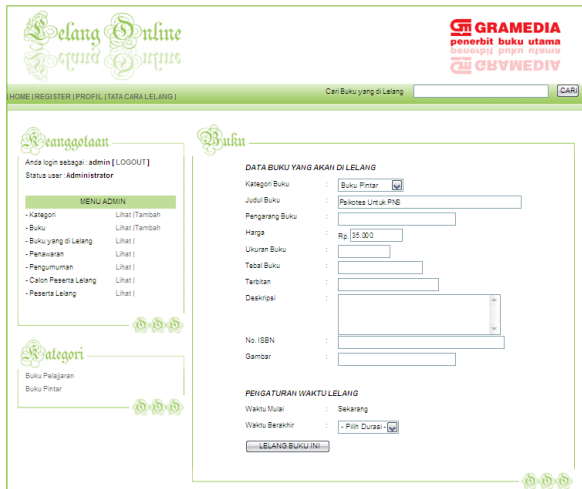 Lelang Online
GRAMEDIA
penerbit buku utama
HOME | REGISTER | PROFIL | TATA CARA LELANG |
Cari Buku yang di Lelang
CARI
Keanggotaan
Anda login sebagai : admin [ LOGOUT ]
Status user : Administrator
MENU ADMIN
- Kategori Lihat |Tambah
- Buku Lihat |Tambah
- Buku yang di Lelang Lihat |
- Penawaran Lihat |
- Pengumuman Lihat |
- Calon Peserta Lelang Lihat |
- Peserta Lelang Lihat |
Kategori
Buku Pelajaran
Buku Pintar
Buku
DATA BUKU YANG AKAN DI LELANG
Kategori Buku : Buku Pintar
Judul Buku : Psikotes Untuk PNS
Pengarang Buku :
Harga : Rp. 35.000
Ukuran Buku :
Tebal Buku :
Terbitan :
Deskripsi :
No. ISBN :
Gambar :
PENGATURAN WAKTU LELANG
Waktu Mulai : Sekarang
Waktu Berakhir : - Pilih Durasi -
LELANG BUKU INI